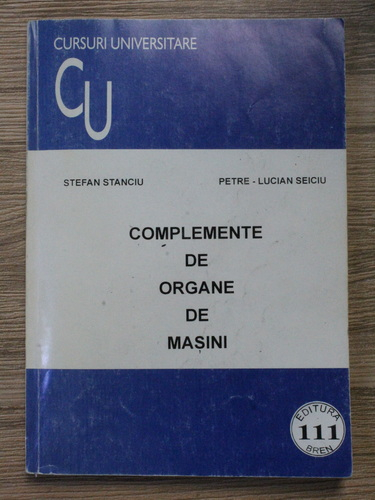 CURSURI UNIVERSITARE
CU
STEFAN STANCIU
PETRE - LUCIAN SEICIU
COMPLEMENTE
DE
ORGANE
DE
MAȘINI
EDITURA
111
BREN